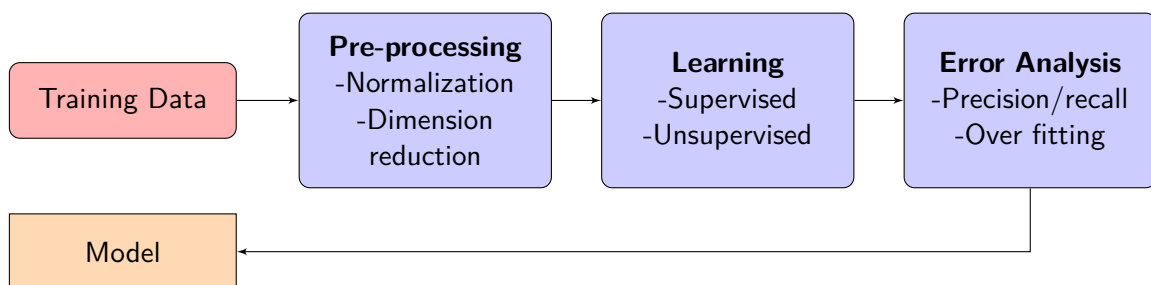 Training Data
Pre-processing
-Normalization
-Dimension
reduction
Learning
-Supervised
-Unsupervised
Error Analysis
-Precision/recall
-Over fitting
Model